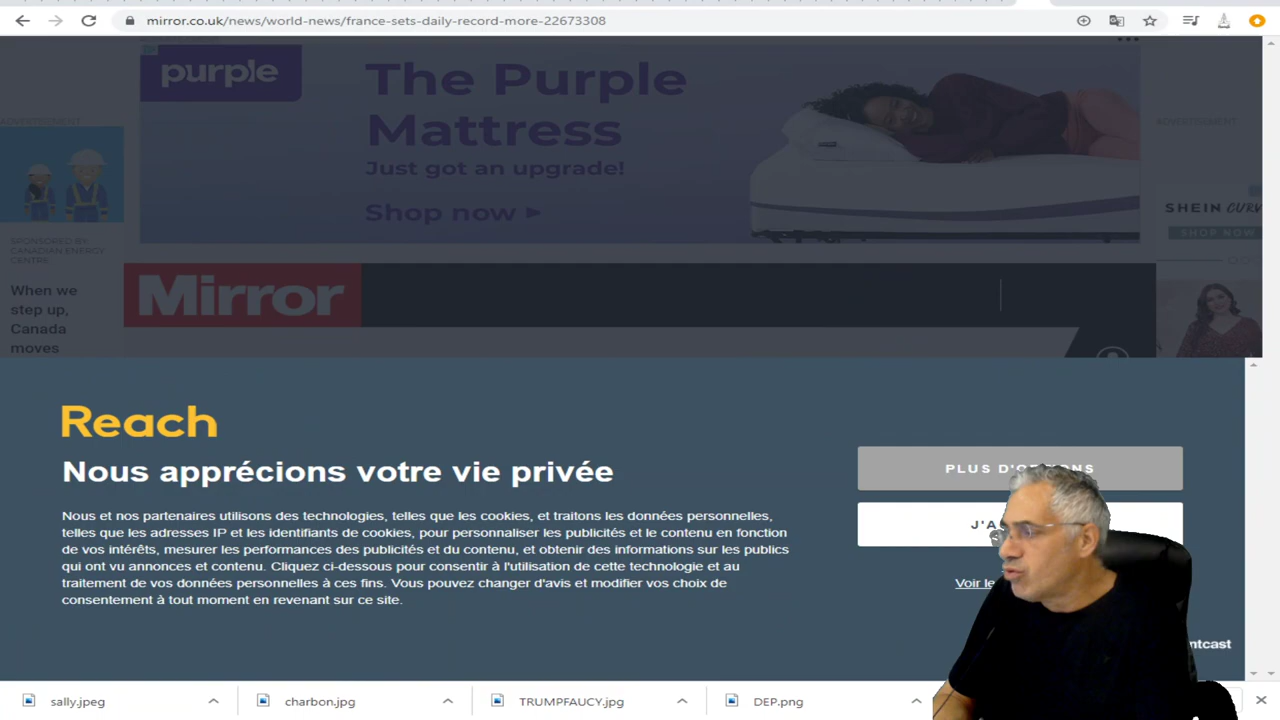 mirror.co.uk/news/world-news/france-sets-daily-record-more-22673308
purple
The Purple
Mattress
Just got an upgrade!
Shop now
ADVERTISEMENT
ADVERTISEMENT
SPONSORED BY
CANADIAN ENERGY
CENTRE
When we
step up,
Canada
moves
SHEIN CURVE
SHOP NOW
Mirror
Reach
Nous apprécions votre vie privée
Nous et nos partenaires utilisons des technologies, telles que les cookies, et traitons les données personnelles,
telles que les adresses IP et les identifiants de cookies, pour personnaliser les publicités et le contenu en fonction
de vos intérêts, mesurer les performances des publicités et du contenu, et obtenir des informations sur les publics
qui ont vu annonces et contenu. Cliquez ci-dessous pour consentir à l'utilisation de cette technologie et au
traitement de vos données personnelles à ces fins. Vous pouvez changer d'avis et modifier vos choix de
consentement à tout moment en revenant sur ce site.
PLUS D'OPTIONS
Voir
sally.jpeg
charbon.jpg
TRUMPFAUCY.jpg
DEP.png